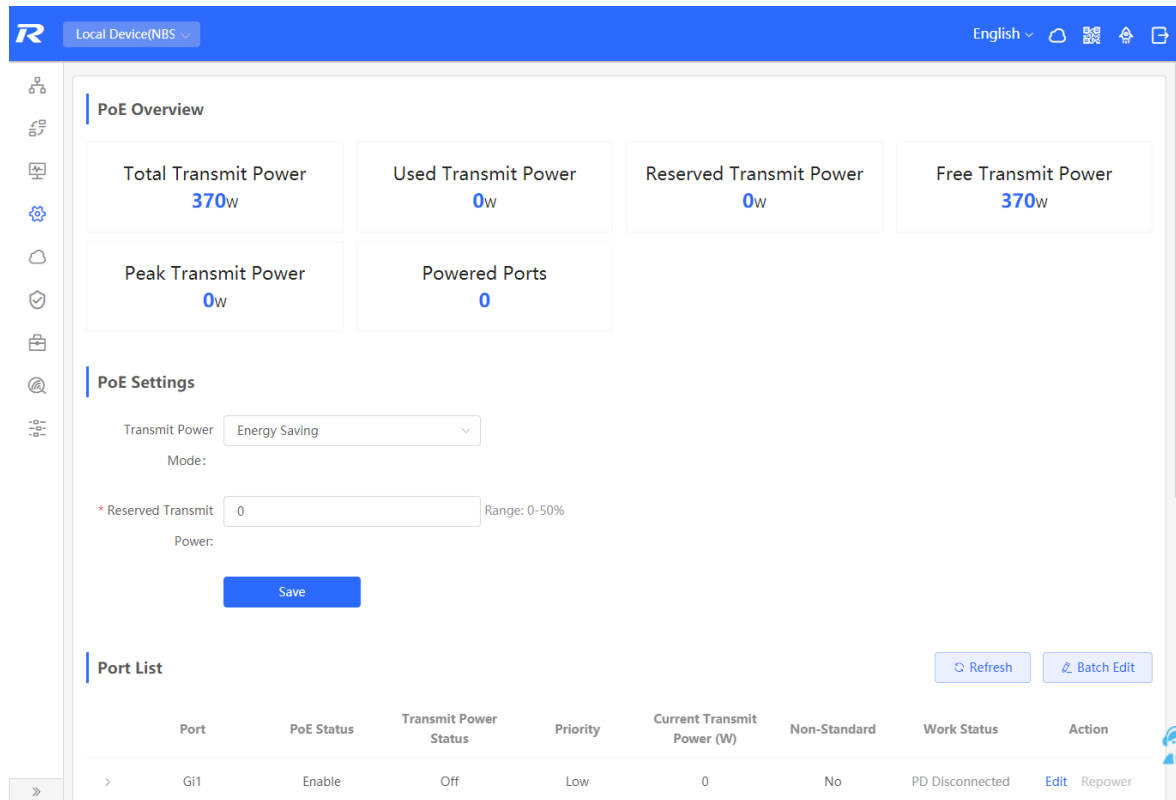 R Local Device(NBS English
PoE Overview
Total Transmit Power Used Transmit Power Reserved Transmit Power Free Transmit Power
370W 0W 0W 370W
Peak Transmit Power Powered Ports
0W 0
PoE Settings
Transmit Power Energy Saving
Mode:
* Reserved Transmit 0 Range: 0-50%
Power:
Save
Port List Refresh Batch Edit
Transmit Power Current Transmit
Port PoE Status Priority Non-Standard Work Status Action
Status Power (W)
Gi1 Enable Off Low 0 No PD Disconnected Edit Repower